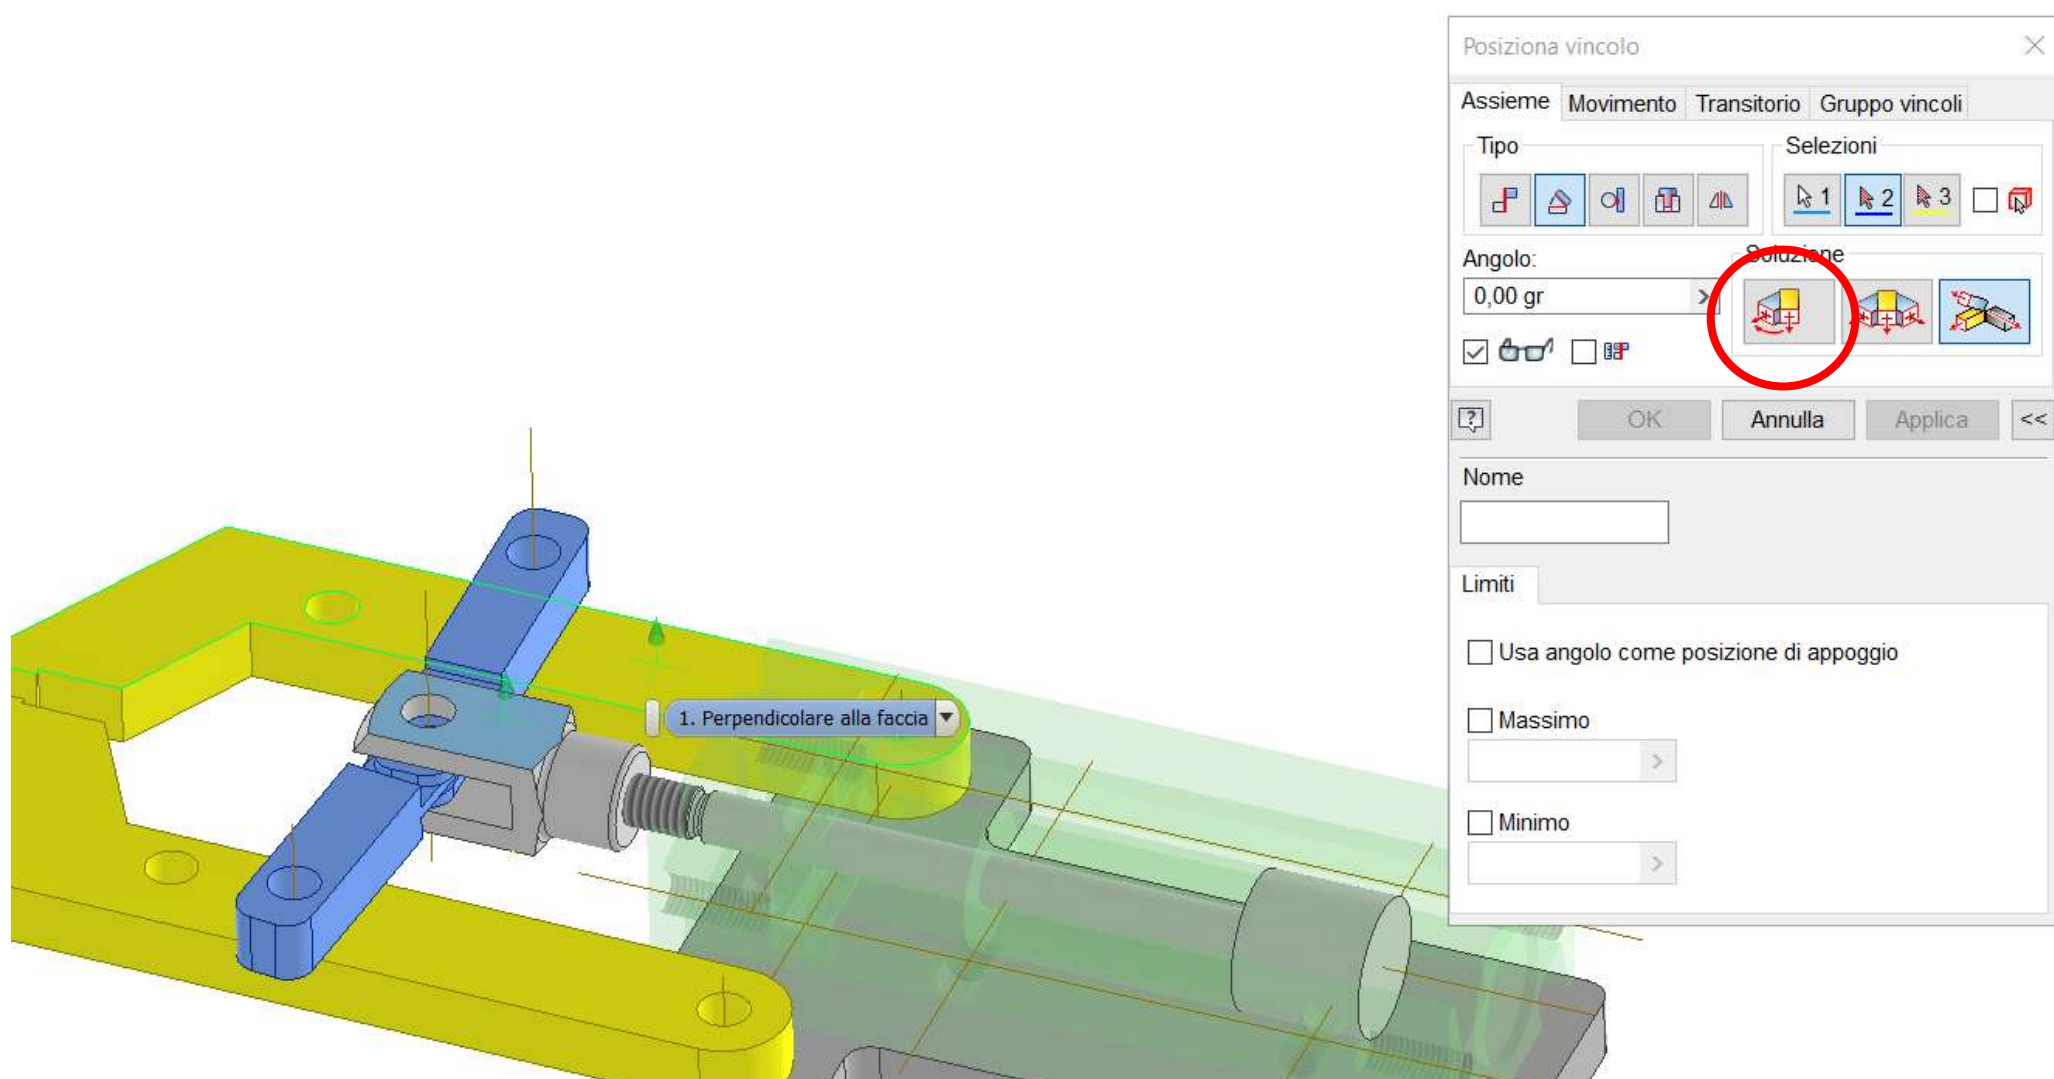 Posiziona vincolo
Assieme Movimento Transitorio Gruppo vincoli
Tipo
Selezioni
1 2 3
Angolo:
Soluzione
0,00 gr
OK Annulla Applica <<
Nome
Limiti
Usa angolo come posizione di appoggio
1. Perpendicolare alla faccia
Massimo
Minimo